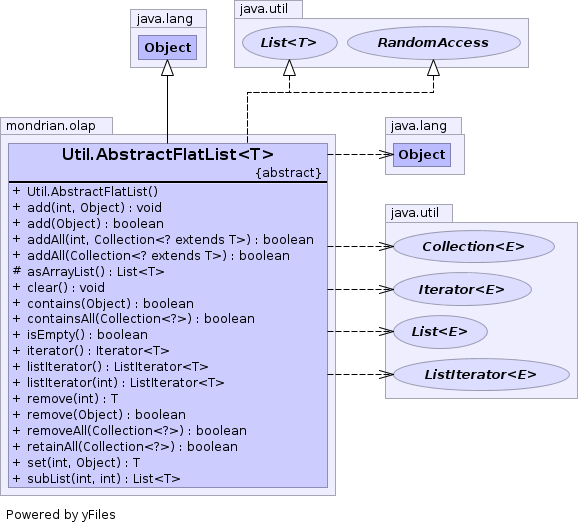 java.lang
Object
java.util
List<T>
RandomAccess
mondrian.olap
Util.AbstractFlatList<T>
{abstract}
+ Util.AbstractFlatList()
+ add(int, Object) : void
+ add(Object) : boolean
+ addAll(int, Collection<? extends T>) : boolean
+ addAll(Collection<? extends T>) : boolean
# asArrayList() : List<T>
+ clear() : void
+ contains(Object) : boolean
+ containsAll(Collection<?>) : boolean
+ isEmpty() : boolean
+ iterator() : Iterator<T>
+ listIterator() : ListIterator<T>
+ listIterator(int) : ListIterator<T>
+ remove(int) : T
+ remove(Object) : boolean
+ removeAll(Collection<?>) : boolean
+ retainAll(Collection<?>) : boolean
+ set(int, Object) : T
+ subList(int, int) : List<T>
java.lang
Object
java.util
Collection<E>
Iterator<E>
List<E>
ListIterator<E>
Powered by yFiles